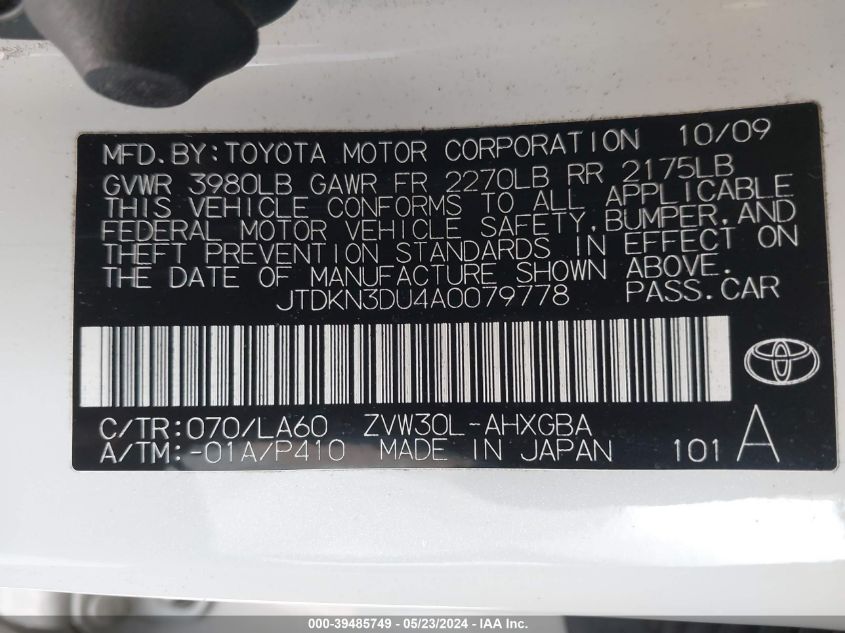 MFD.BY:TOYOTA MOTOR CORPORATION 10/09
GVWR 3980LB GAWR FR 2270LB RR 2175LB
THIS VEHICLE CONFORMS TO ALL APPLICABLE
FEDERAL MOTOR VEHICLE SAFETY,BUMPER,AND
THEFT PREVENTION STANDARDS IN EFFECT ON
THE DATE OF MANUFACTURE SHOWN ABOVE.
JTDKN3DU4A0079778 PASS.CAR
C/TR:070/LA60 ZVW30L-AHXGBA
A/TM:-01A/P410 MADE IN JAPAN 101 A
000-39485749 - 05/23/2024 - IAA Inc.